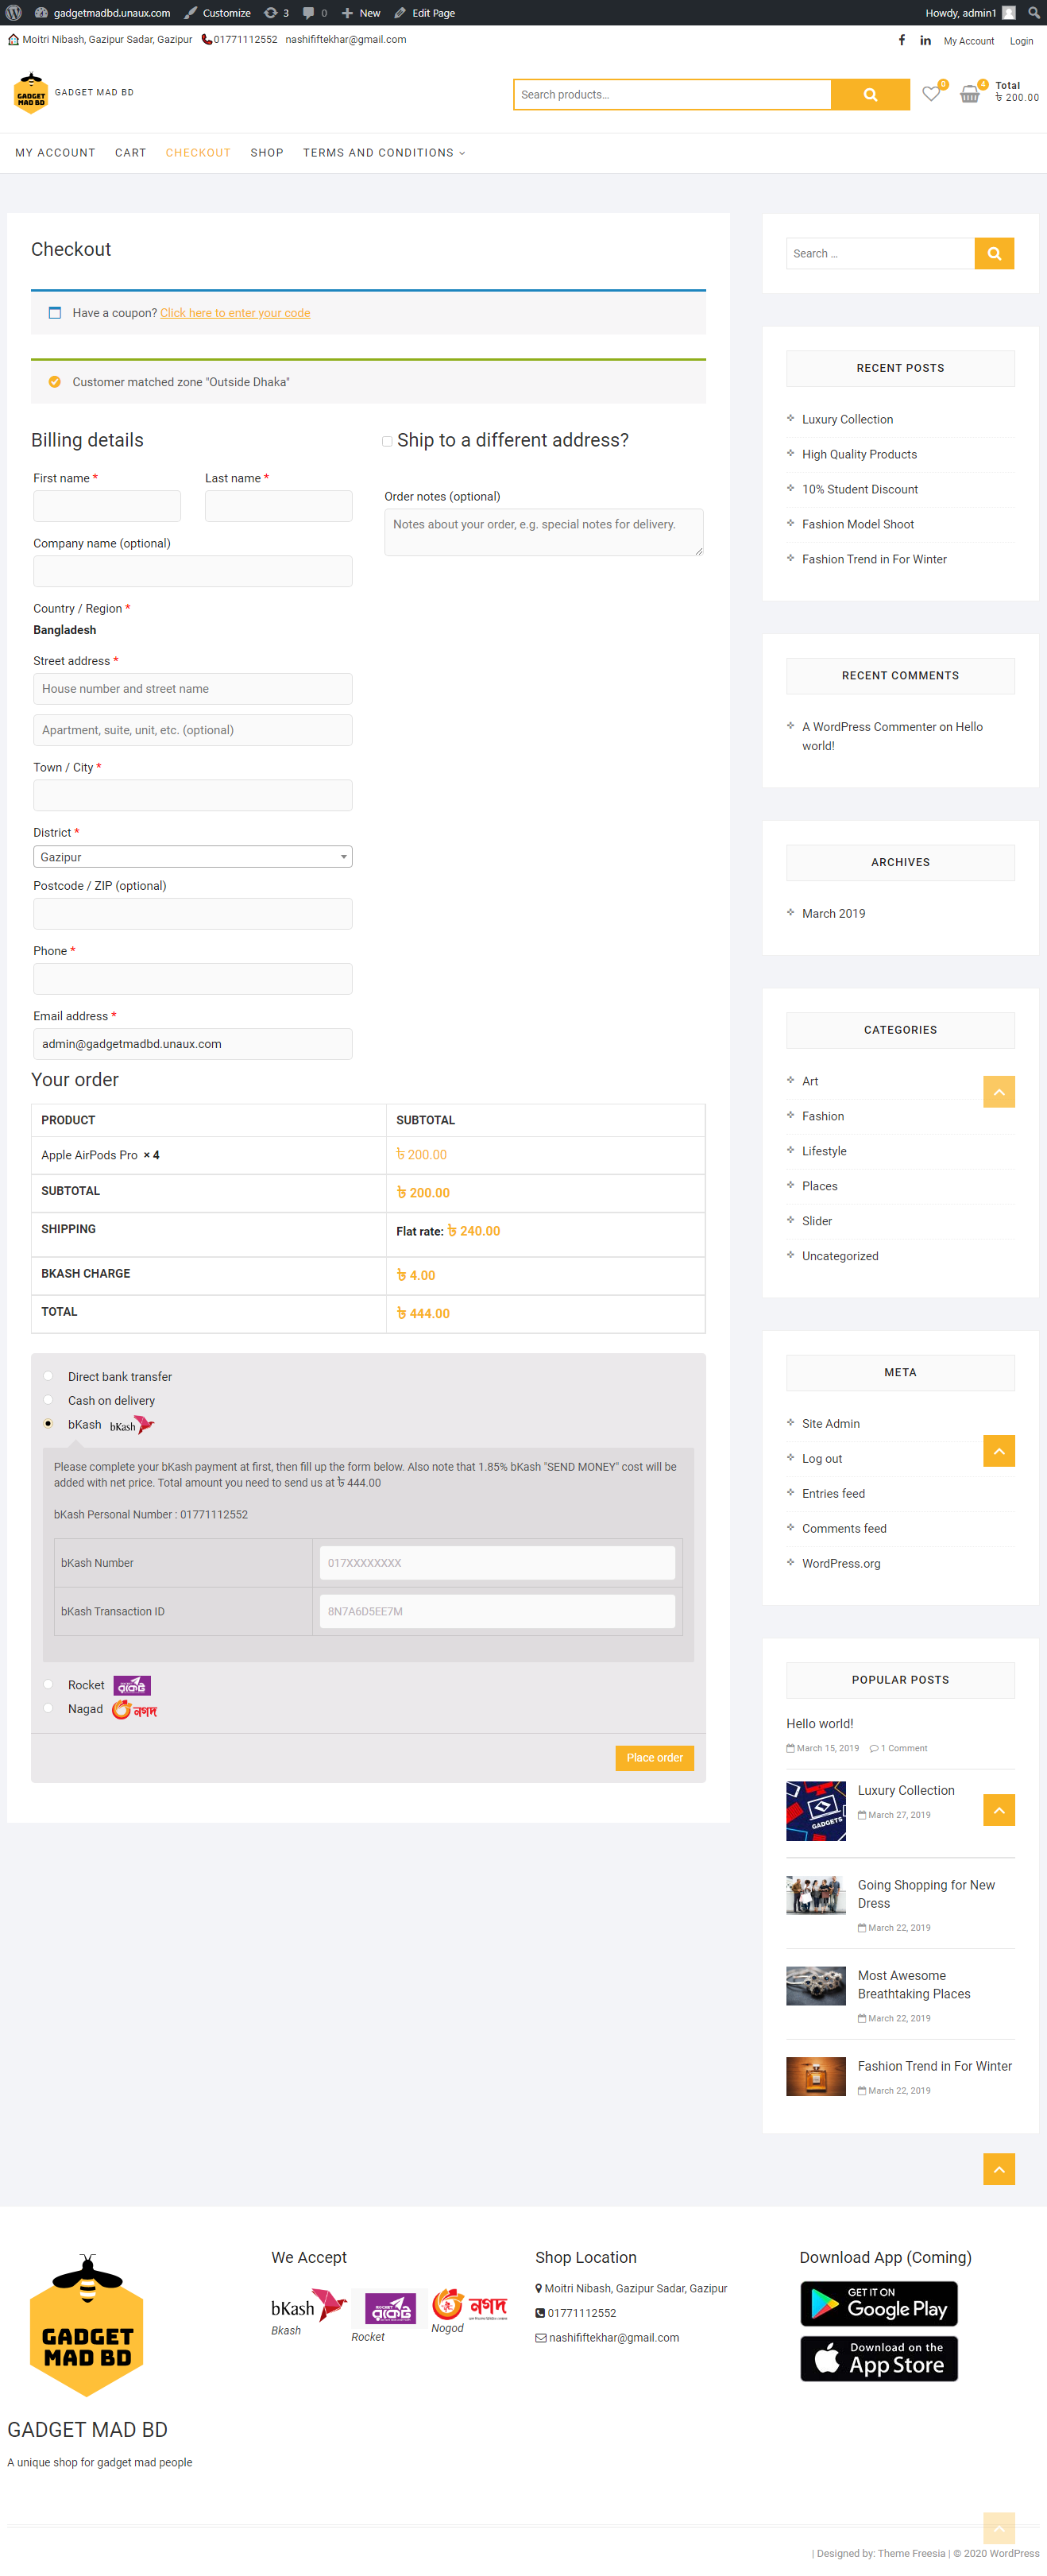 gadgetmadbd.unaux.com Customize 3 0 New Edit Page Howdy, admin1
Moitri Nibash, Gazipur Sadar, Gazipur 01771112552 nashififtekhar@gmail.com My Account Login
GADGET MAD BD
GADGET MAD BD
Search products...
0
4
Total
৳ 200.00
MY ACCOUNT CART CHECKOUT SHOP TERMS AND CONDITIONS
Checkout
Have a coupon? Click here to enter your code
Customer matched zone "Outside Dhaka"
Billing details
First name * Last name *
Company name (optional)
Country / Region *
Bangladesh
Street address *
House number and street name
Apartment, suite, unit, etc. (optional)
Town / City *
District *
Gazipur
Postcode / ZIP (optional)
Phone *
Email address *
admin@gadgetmadbd.unaux.com
Ship to a different address?
Order notes (optional)
Notes about your order, e.g. special notes for delivery.
Your order
PRODUCT SUBTOTAL
Apple AirPods Pro × 4 ৳ 200.00
SUBTOTAL ৳ 200.00
SHIPPING Flat rate: ৳ 240.00
BKASH CHARGE ৳ 4.00
TOTAL ৳ 444.00
Direct bank transfer
Cash on delivery
bKash bKash
Please complete your bKash payment at first, then fill up the form below. Also note that 1.85% bKash "SEND MONEY" cost will be
added with net price. Total amount you need to send us at ৳ 444.00
bKash Personal Number : 01771112552
bKash Number 017XXXXXXXX
bKash Transaction ID 8N7A6D5EE7M
Rocket রকেট
Nagad নগদ
Place order
Search ...
RECENT POSTS
Luxury Collection
High Quality Products
10% Student Discount
Fashion Model Shoot
Fashion Trend in For Winter
RECENT COMMENTS
A WordPress Commenter on Hello
world!
ARCHIVES
March 2019
CATEGORIES
Art
Fashion
Lifestyle
Places
Slider
Uncategorized
META
Site Admin
Log out
Entries feed
Comments feed
WordPress.org
POPULAR POSTS
Hello world!
March 15, 2019 1 Comment
GADGETS
Luxury Collection
March 27, 2019
Going Shopping for New
Dress
March 22, 2019
Most Awesome
Breathtaking Places
March 22, 2019
Fashion Trend in For Winter
March 22, 2019
GADGET
MAD BD
GADGET MAD BD
A unique shop for gadget mad people
We Accept
bKash
Bkash
রকেট
Rocket
নগদ
Nogod
Shop Location
Moitri Nibash, Gazipur Sadar, Gazipur
01771112552
nashififtekhar@gmail.com
Download App (Coming)
GET IT ON
Google Play
Download on the
App Store
| Designed by: Theme Freesia | © 2020 WordPress